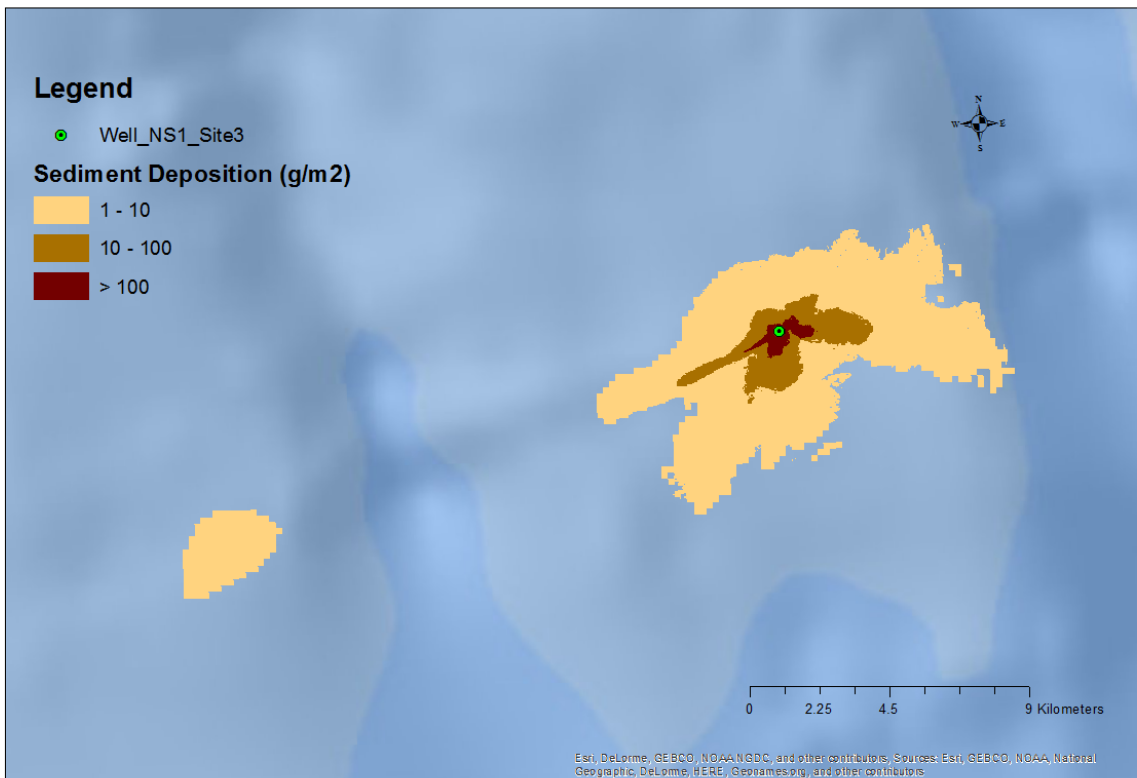 Legend
Well_NS1_Site3
Sediment Deposition (g/m2)
1 - 10
10 - 100
> 100
N
W E
S
0 2.25 4.5 9 Kilometers
Esri, DeLorme, GEBCO, NOAA NGDC, and other contributors, Sources: Esri, GEBCO, NOAA, National
Geographic, DeLorme, HERE, Geonames.org, and other contributors